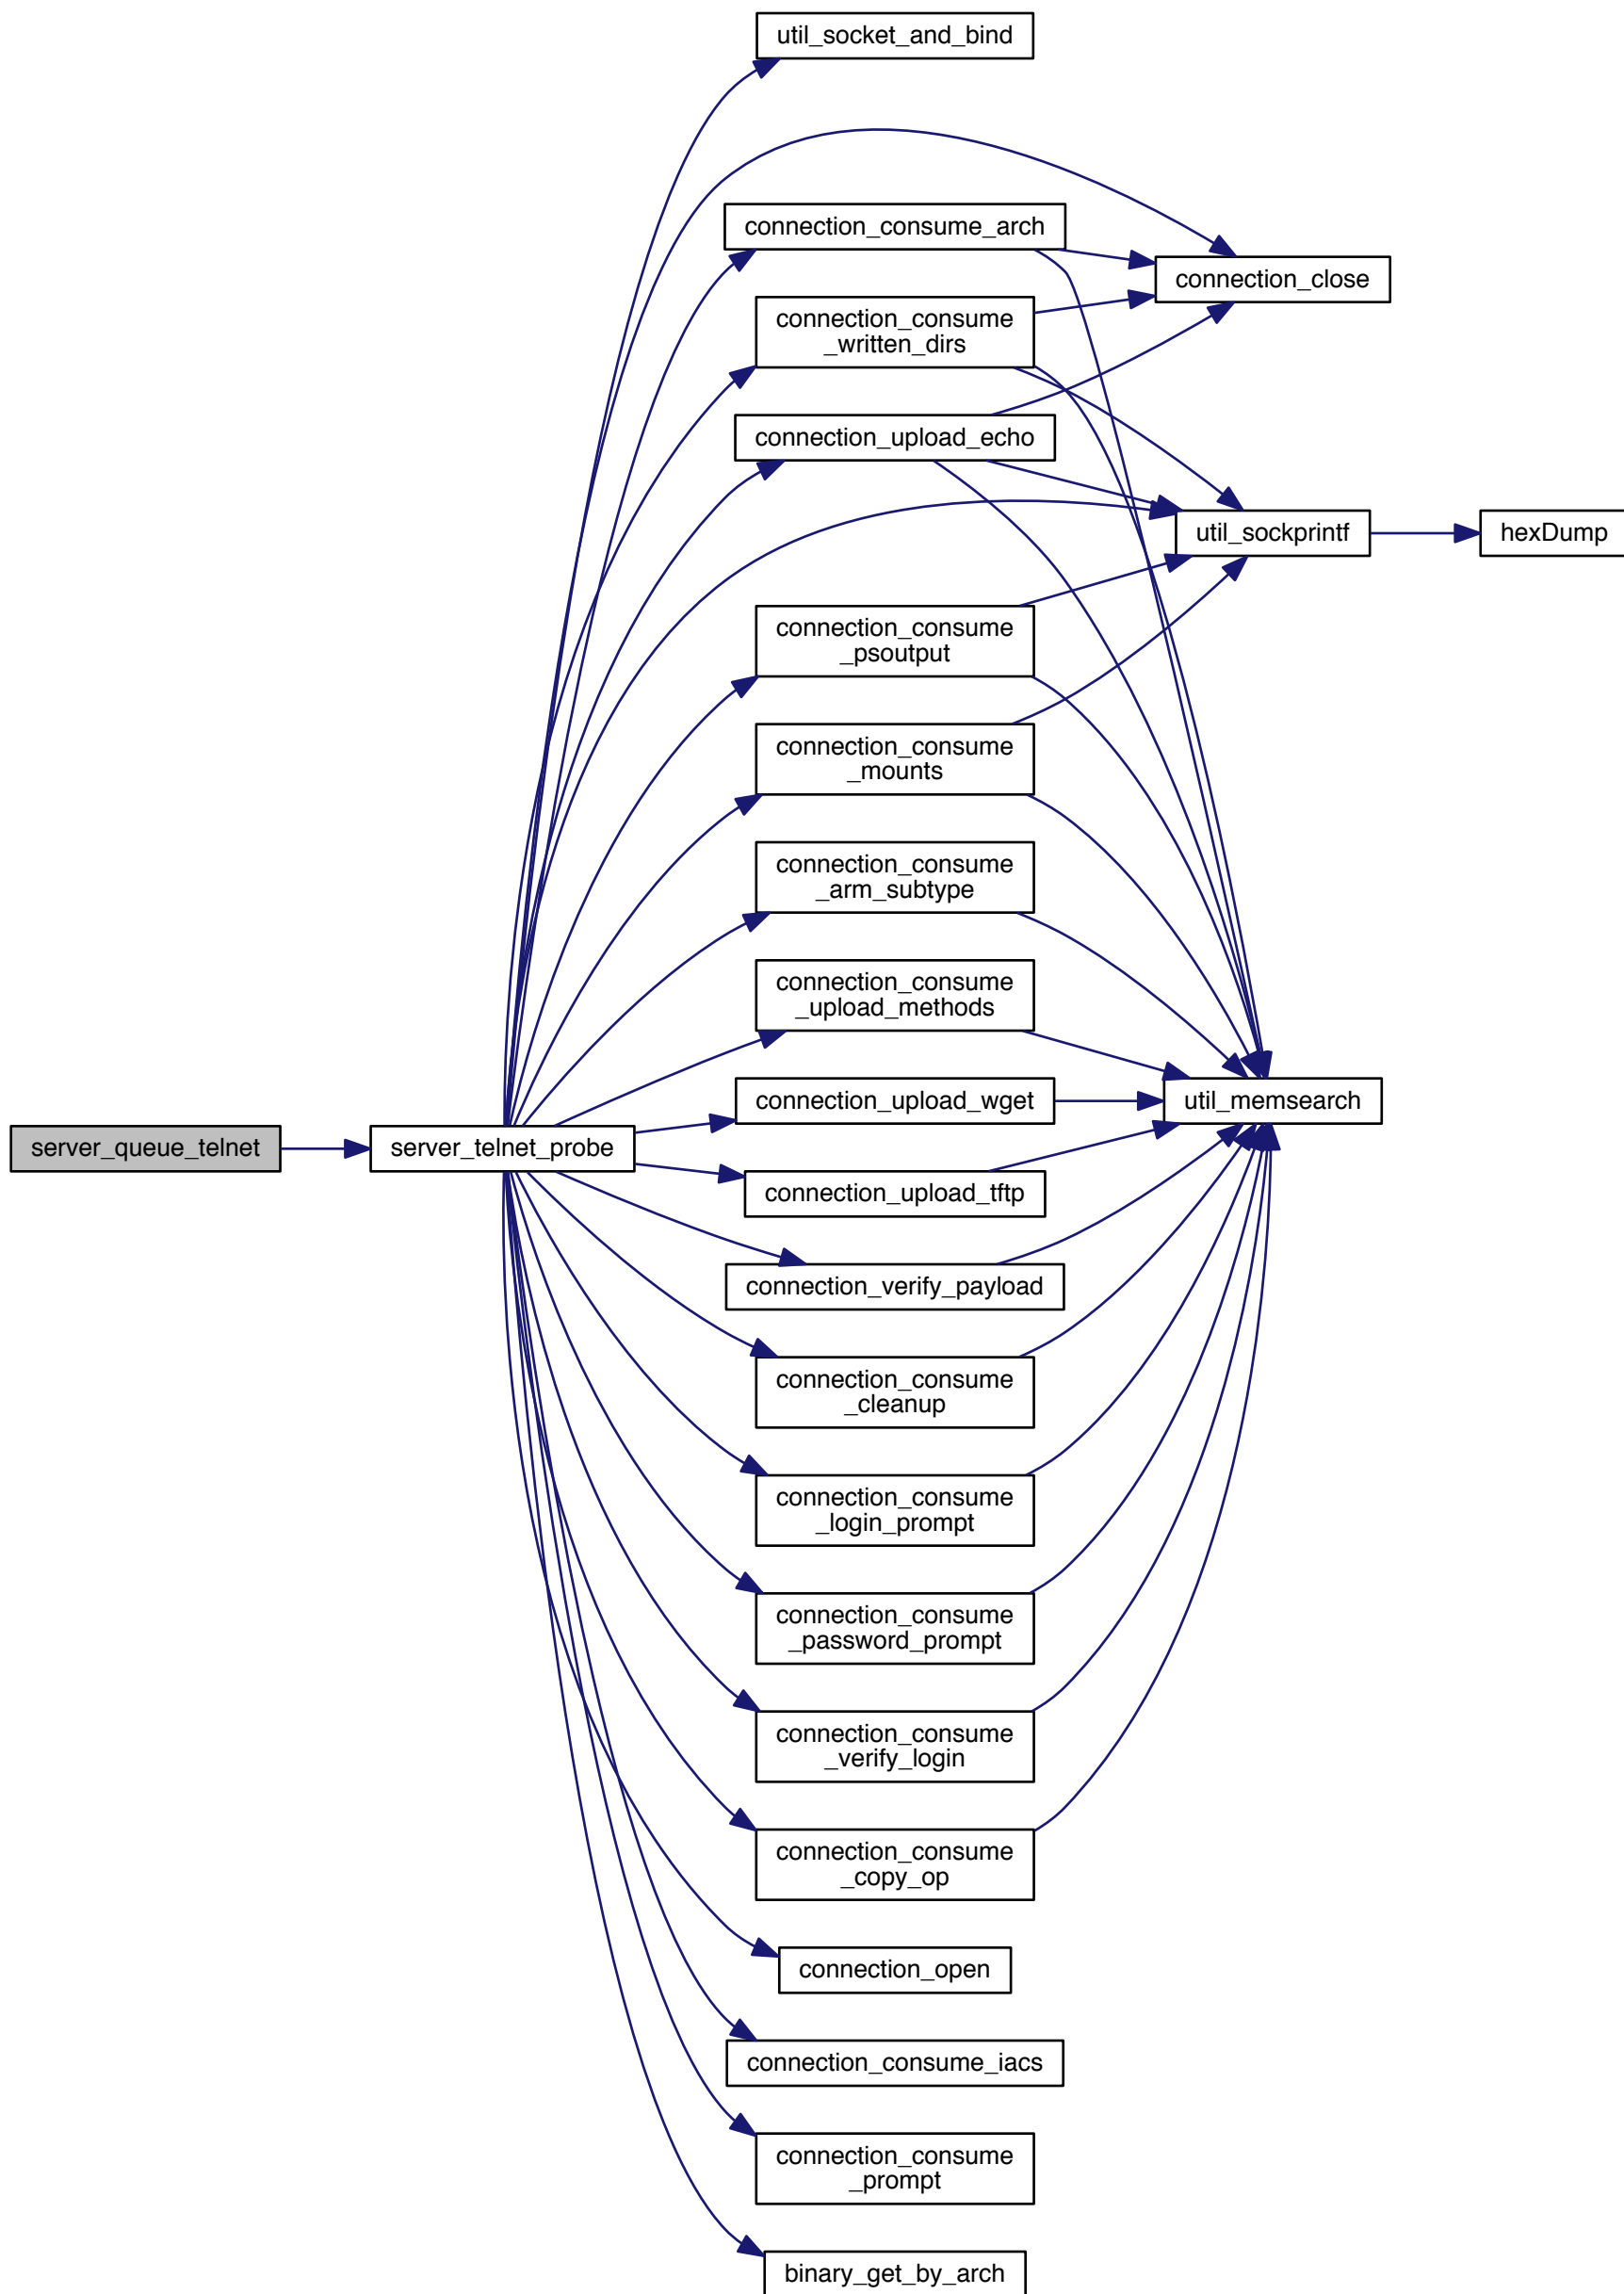 util_socket_and_bind
connection_consume_arch
connection_close
connection_consume
_written_dirs
connection_upload_echo
util_sockprintf
hexDump
connection_consume
_psoutput
connection_consume
_mounts
connection_consume
_arm_subtype
connection_consume
_upload_methods
connection_upload_wget
util_memsearch
server_queue_telnet
server_telnet_probe
connection_upload_tftp
connection_verify_payload
connection_consume
_cleanup
connection_consume
_login_prompt
connection_consume
_password_prompt
connection_consume
_verify_login
connection_consume
_copy_op
connection_open
connection_consume_iacs
connection_consume
_prompt
binary_get_by_arch